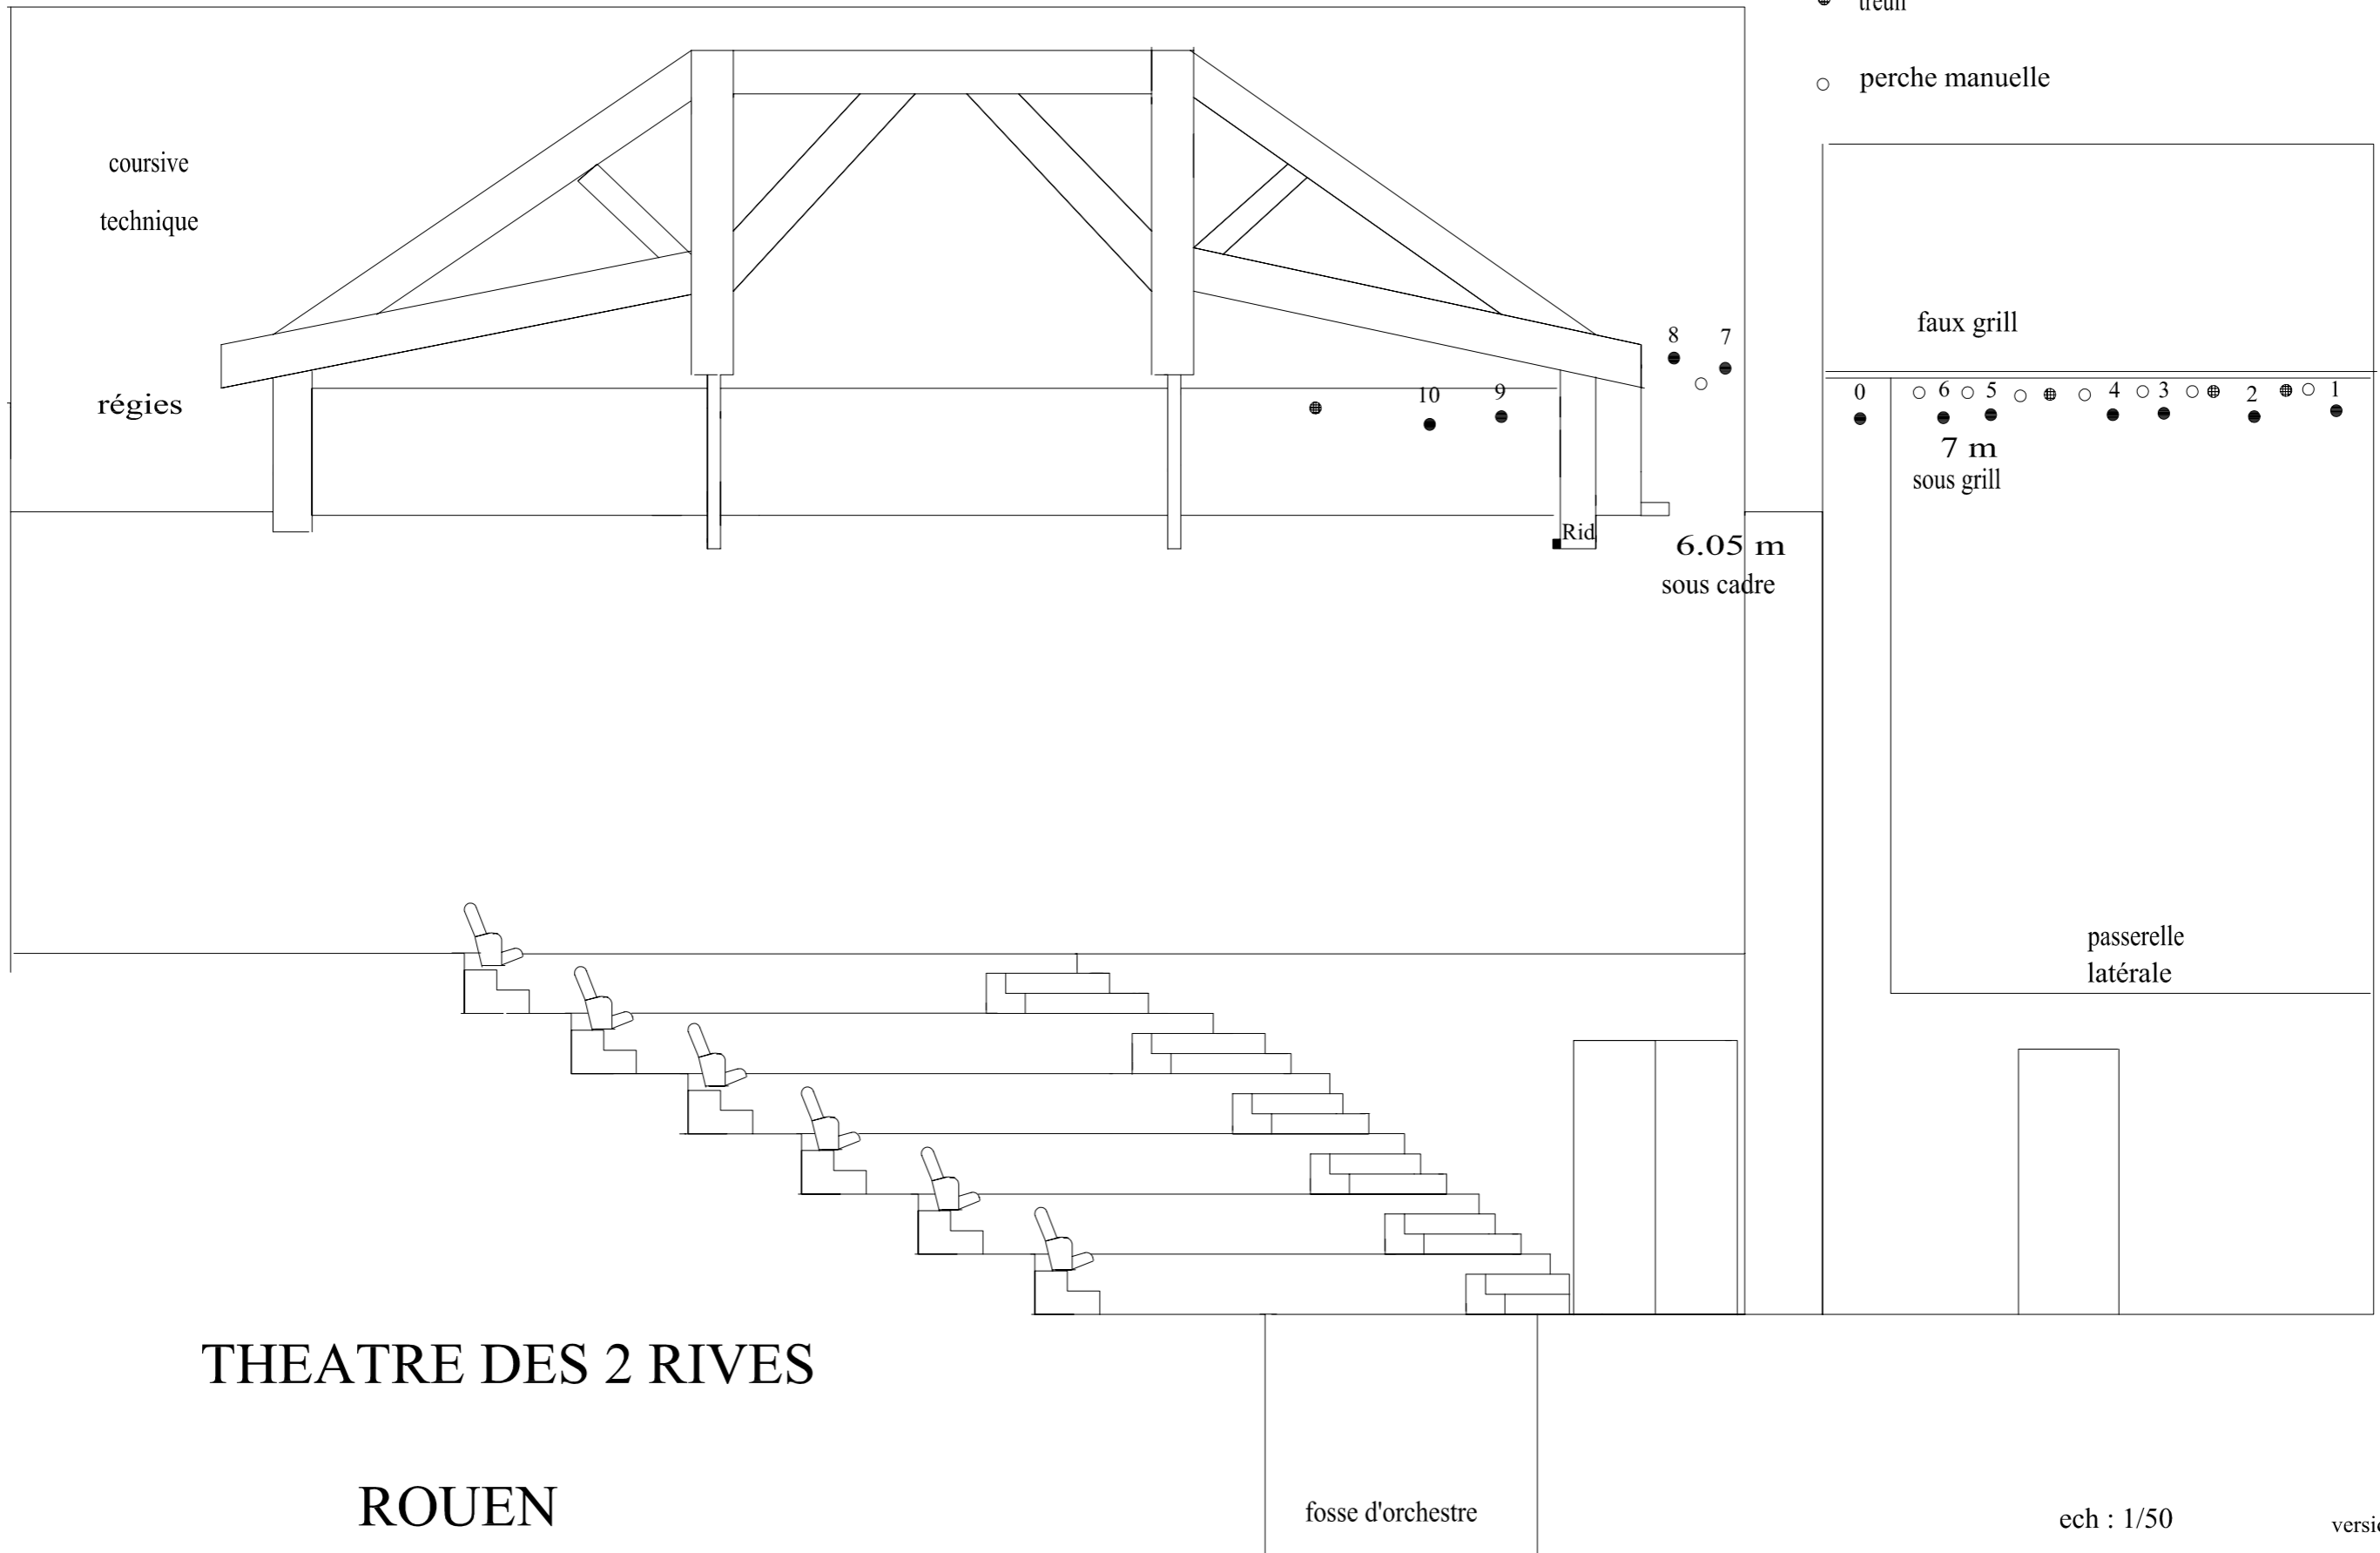 treuil
perche manuelle
coursive
technique
régies
faux grill
8
7
10
9
0
6
5
4
3
2
1
7 m
sous grill
Rid
6.05 m
sous cadre
passerelle
latérale
THEATRE DES 2 RIVES
ROUEN
fosse d'orchestre
ech : 1/50